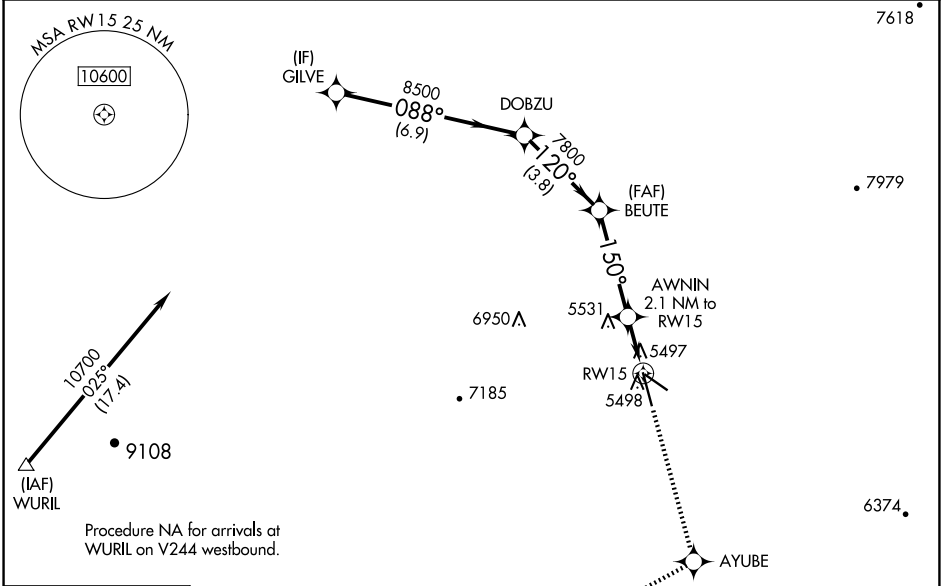 MSA RW15 25 NM
10600
7618
(IF)
GILVE
8500
088°
(6.9)
DOBZU
7800
120°
(3.8)
7979
(FAF)
BEUTE
150°
AWNIN
2.1 NM to
RW15
5531
6950
5497
RW15
5498
7185
10700
025°
(17.4)
9108
(IAF)
WURIL
6374
Procedure NA for arrivals at
WURIL on V244 westbound.
AYUBE